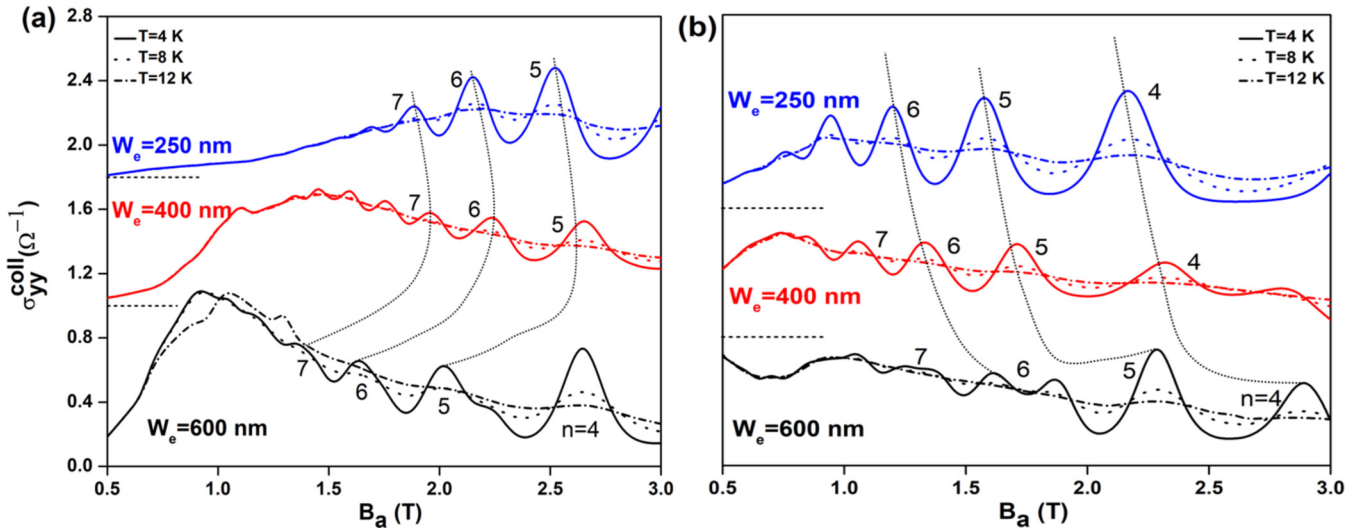 (a)
T=4 K
T=8 K
T=12 K
2.8
2.4
2.0
1.6
1.2
0.8
0.4
0.0
σyy^coll(Ω⁻¹)
We=250 nm
7
6
5
We=400 nm
7
6
5
We=600 nm
7
6
5
n=4
0.5
1.0
1.5
2.0
2.5
3.0
Ba (T)
(b)
T=4 K
T=8 K
T=12 K
We=250 nm
6
5
4
We=400 nm
7
6
5
4
We=600 nm
7
6
5
n=4
0.5
1.0
1.5
2.0
2.5
3.0
Ba (T)